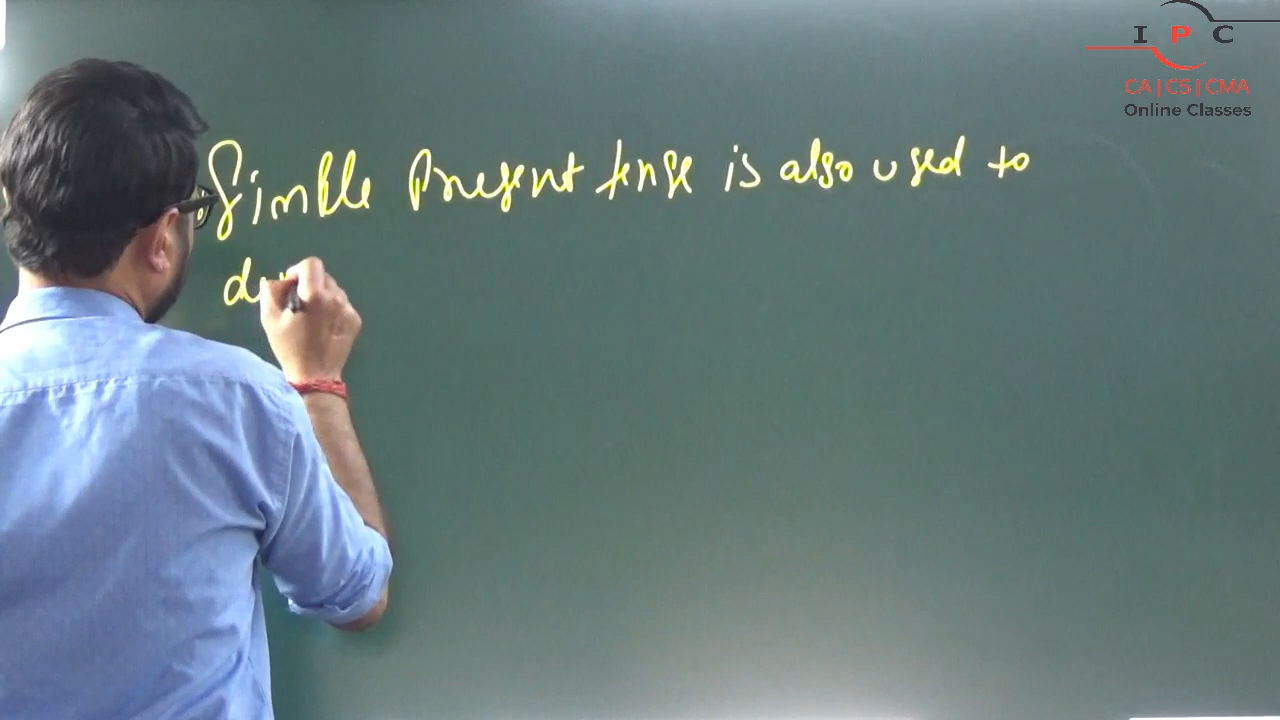 I P C
CA | CS | CMA
Online Classes
Simple Present tense is also used to